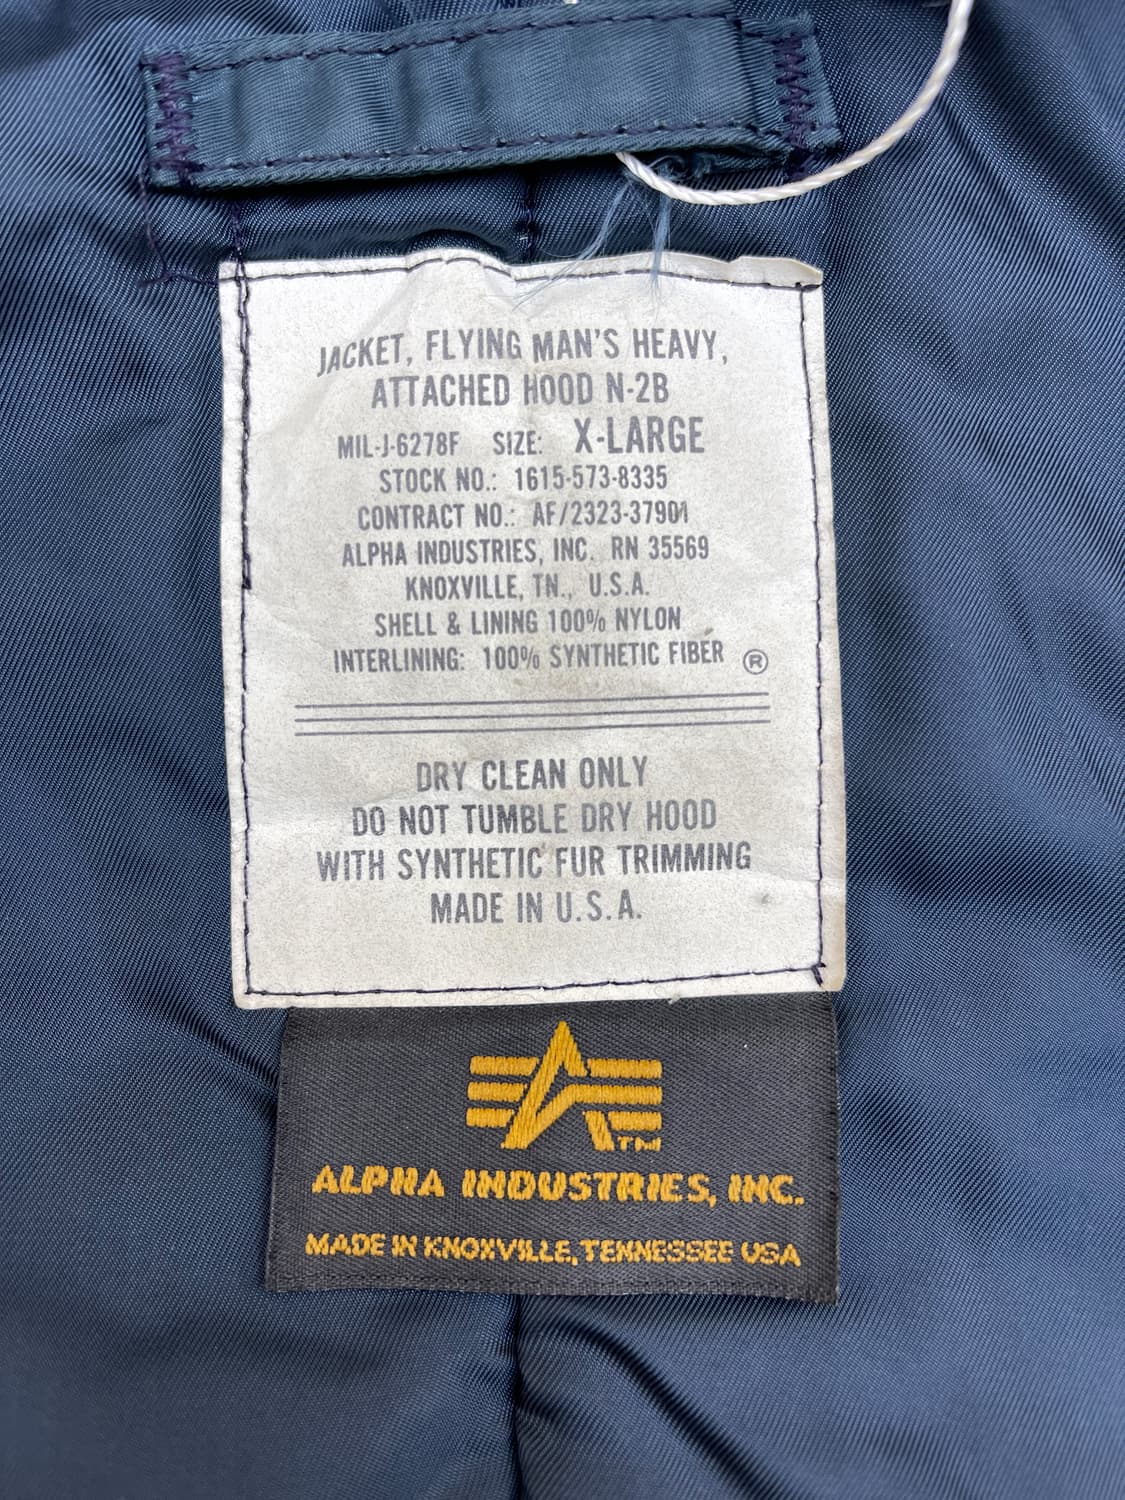 JACKET, FLYING MAN'S HEAVY,
ATTACHED HOOD N-2B
MIL-J-6278F SIZE: X-LARGE
STOCK NO.: 1615-573-8335
CONTRACT NO.: AF/2323-37901
ALPHA INDUSTRIES, INC. RN 35569
KNOXVILLE, TN., U.S.A.
SHELL & LINING 100% NYLON
INTERLINING: 100% SYNTHETIC FIBER ®
DRY CLEAN ONLY
DO NOT TUMBLE DRY HOOD
WITH SYNTHETIC FUR TRIMMING
MADE IN U.S.A.
TM
ALPHA INDUSTRIES, INC.
MADE IN KNOXVILLE, TENNESSEE USA